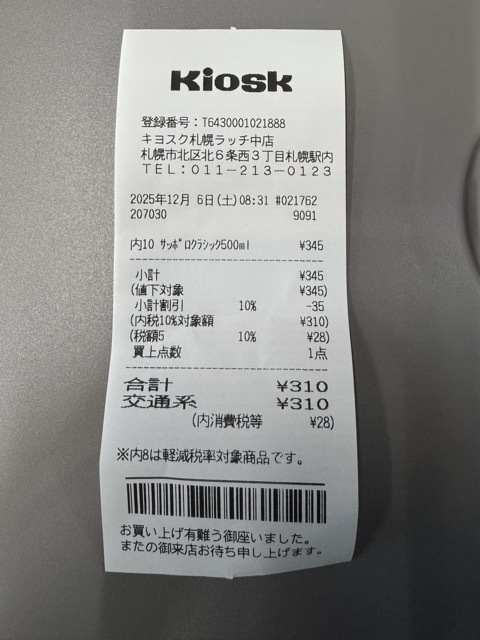 Kiosk
登録番号：T6430001021888
キヨスク札幌ラッチ中店
札幌市北区北６条西３丁目札幌駅内
ＴＥＬ：０１１－２１３－０１２３
2025年12月 6日(土)08:31 #021762
207030 9091
内10 ｻｯﾎﾟﾛｸﾗｼｯｸ500ml ¥345
小計 ¥345
(値下対象 ¥345)
小計割引 10% -35
(内税10%対象額 ¥310)
(税額5 10% ¥28)
買上点数 1点
合計 ¥310
交通系 ¥310
(内消費税等 ¥28)
※内8は軽減税率対象商品です。
お買い上げ有難う御座いました。
またの御来店お待ち申し上げます。